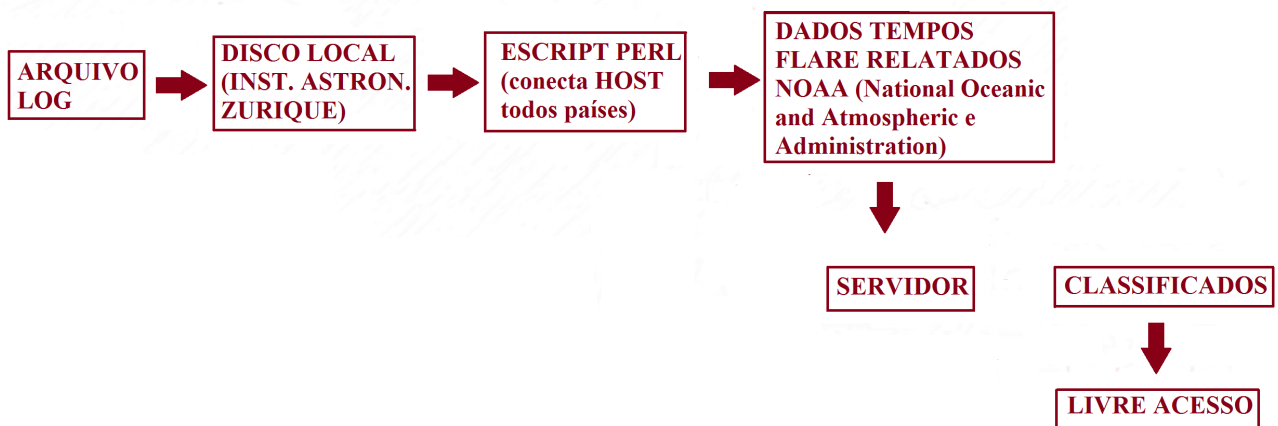 ARQUIVO
LOG
DISCO LOCAL
(INST. ASTRON.
ZURIQUE)
ESCRIPT PERL
(conecta HOST
todos países)
DADOS TEMPOS
FLARE RELATADOS
NOAA (National Oceanic
and Atmospheric e
Administration)
SERVIDOR
CLASSIFICADOS
LIVRE ACESSO